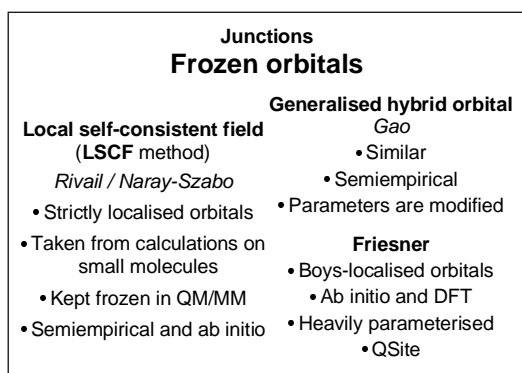 Junctions
Frozen orbitals
Local self-consistent field
(LSCF method)
Rivail / Naray-Szabo
• Strictly localised orbitals
• Taken from calculations on
small molecules
• Kept frozen in QM/MM
• Semiempirical and ab initio
Generalised hybrid orbital
Gao
• Similar
• Semiempirical
• Parameters are modified
Friesner
• Boys-localised orbitals
• Ab initio and DFT
• Heavily parameterised
• QSite